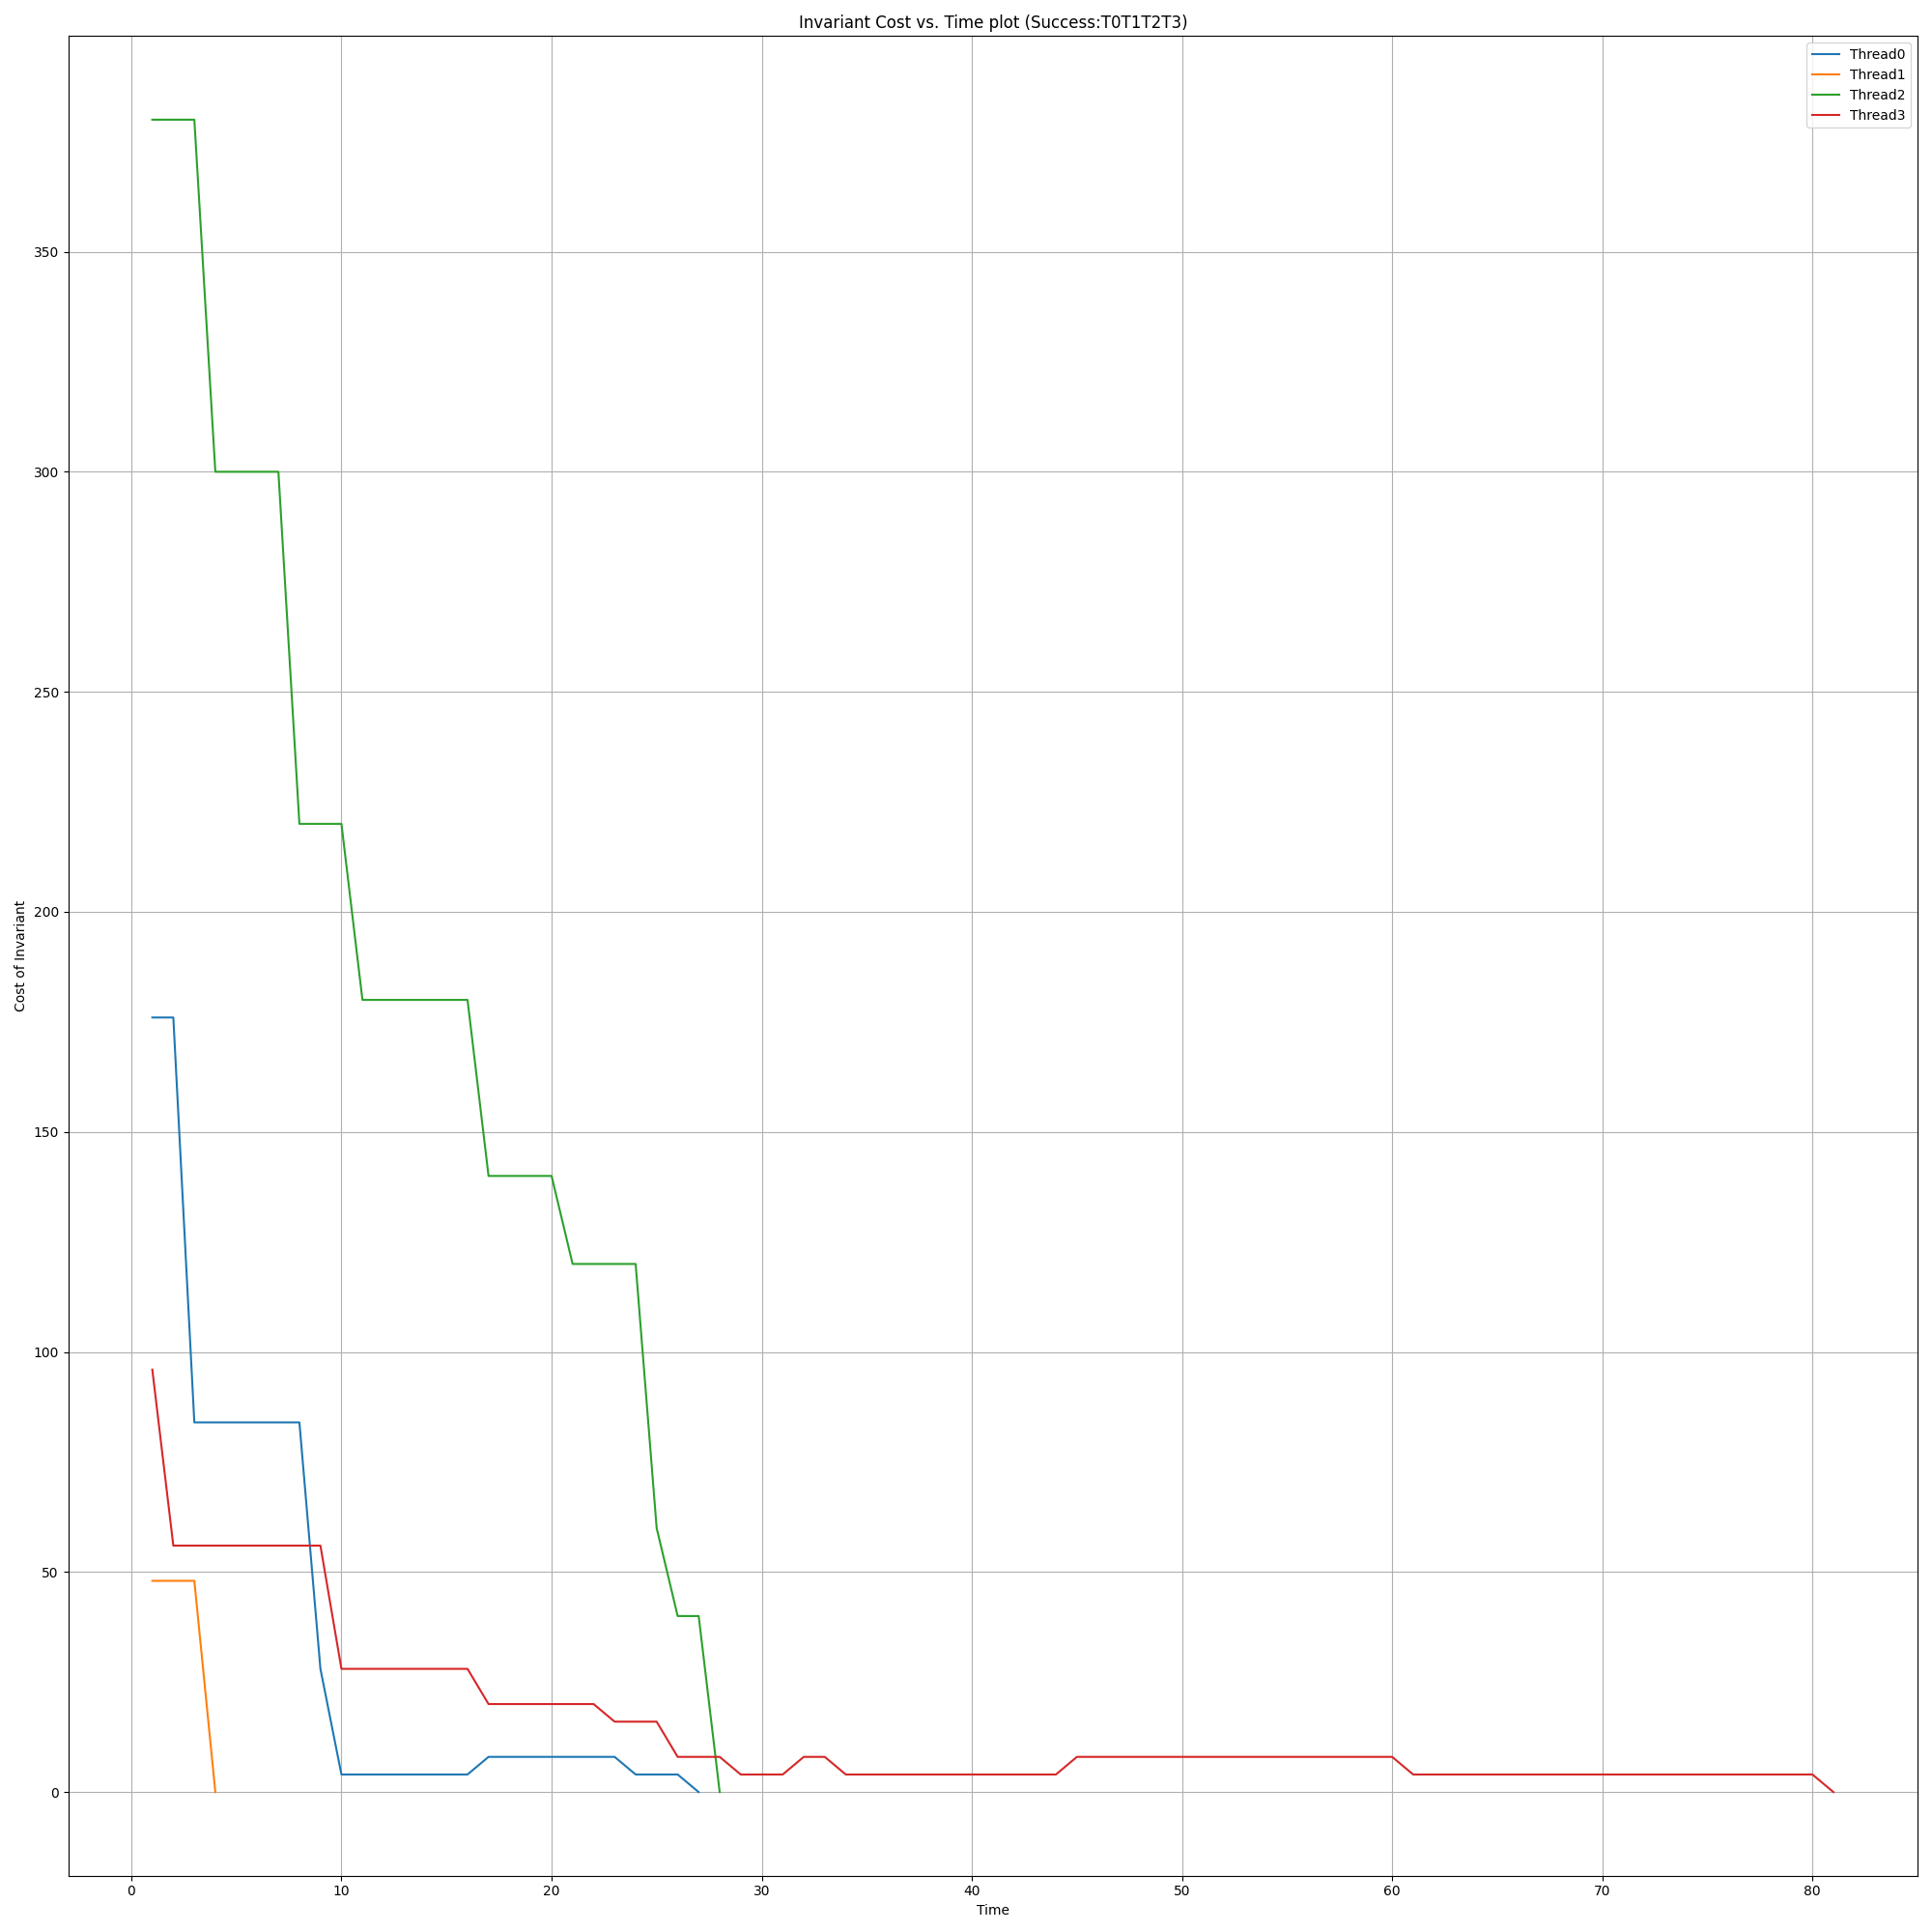 Invariant Cost vs. Time plot (Success:T0T1T2T3)
Thread0
Thread1
Thread2
Thread3
Cost of Invariant
350
300
250
200
150
100
50
0
0 10 20 30 40 50 60 70 80
Time